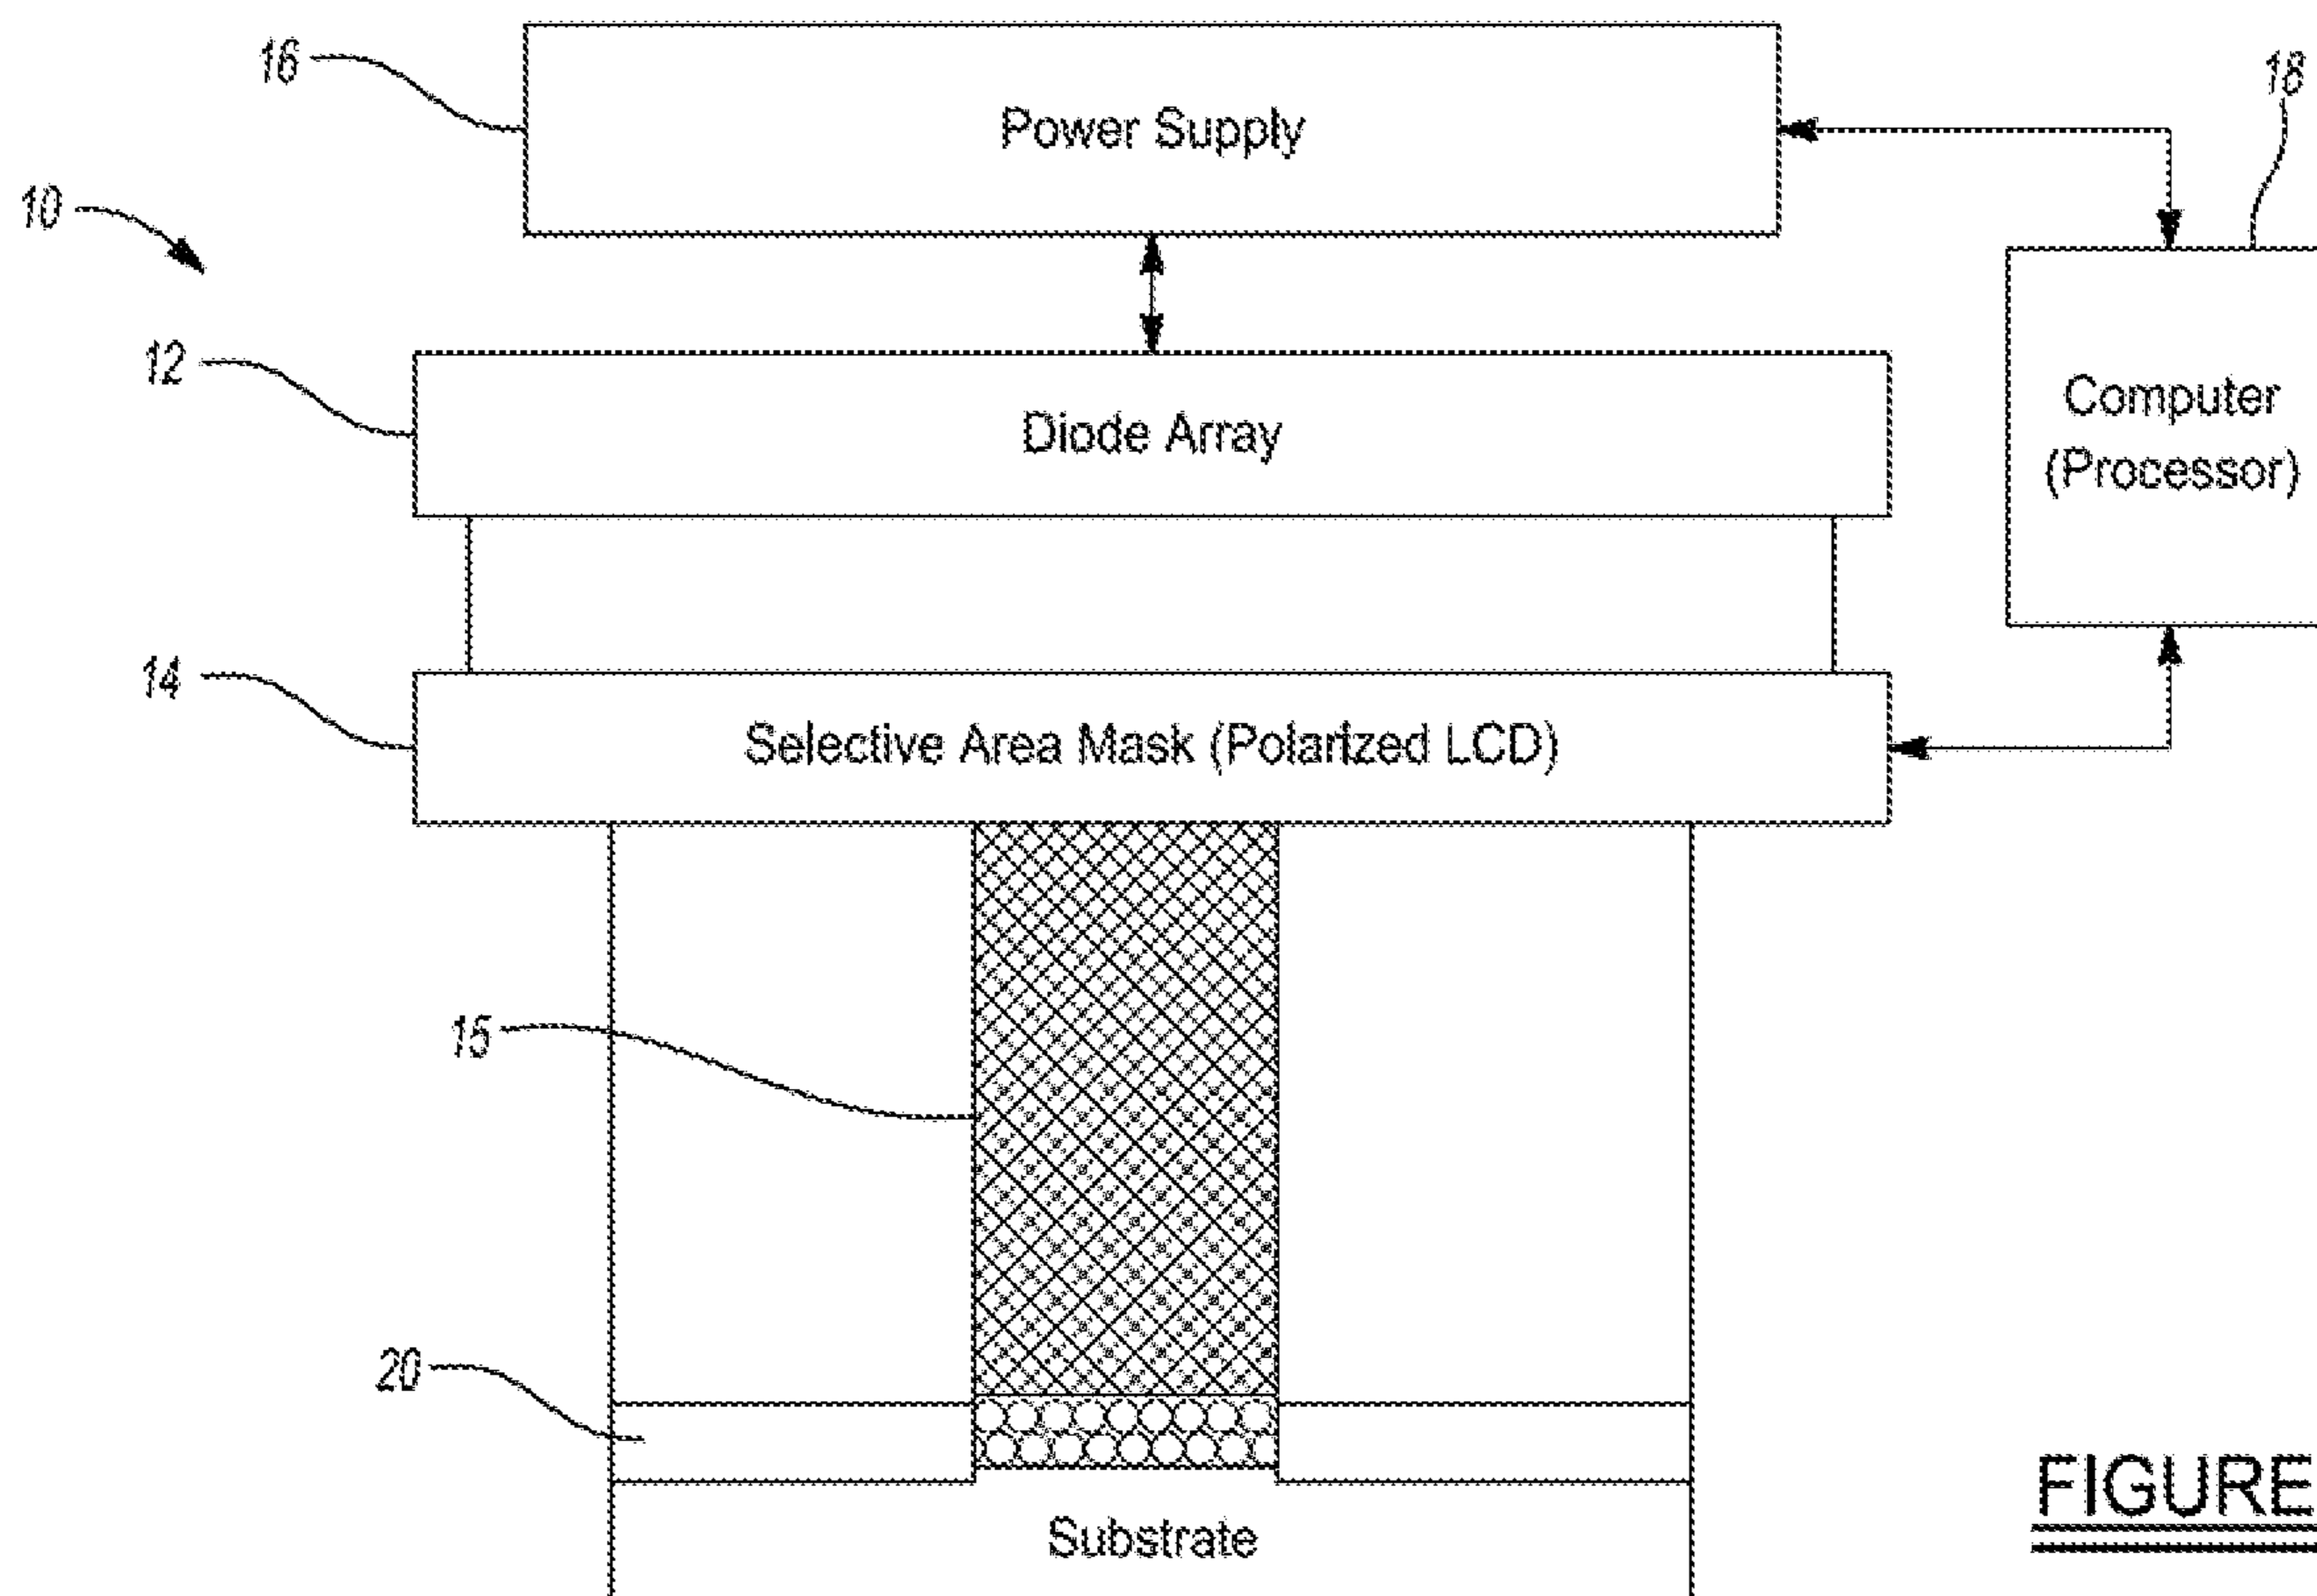 16
Power Supply
18
10
12
Diode Array
Computer
(Processor)
14
Selective Area Mask (Polarized LCD)
15
20
Substrate
FIGURE